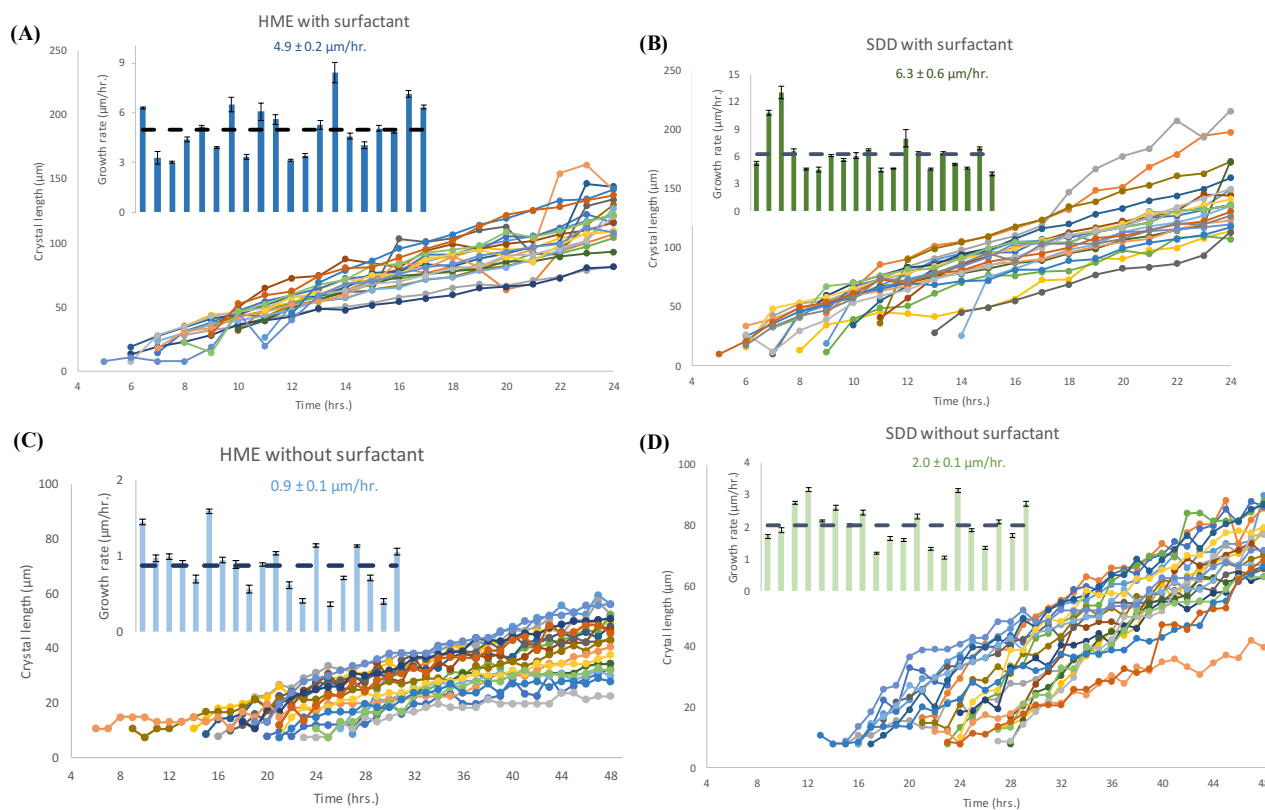 (A)
HME with surfactant
4.9 ± 0.2 µm/hr.
250
200
150
100
50
0
Crystal length (µm)
9
6
3
0
Growth rate (µm/hr.)
4 6 8 10 12 14 16 18 20 22 24
Time (hrs.)
(B)
SDD with surfactant
6.3 ± 0.6 µm/hr.
250
200
150
100
50
0
Crystal length (µm)
15
12
9
6
3
0
Growth rate (µm/hr.)
4 6 8 10 12 14 16 18 20 22 24
Time (hrs.)
(C)
HME without surfactant
0.9 ± 0.1 µm/hr.
100
80
60
40
20
0
Crystal length (µm)
2
1
0
Growth rate (µm/hr.)
4 8 12 16 20 24 28 32 36 40 44 48
Time (hrs.)
(D)
SDD without surfactant
2.0 ± 0.1 µm/hr.
100
80
60
40
20
0
Crytal length (µm)
4
3
2
1
0
Growth rate (µm/hr.)
4 8 12 16 20 24 28 32 36 40 44 48
Time (hrs.)